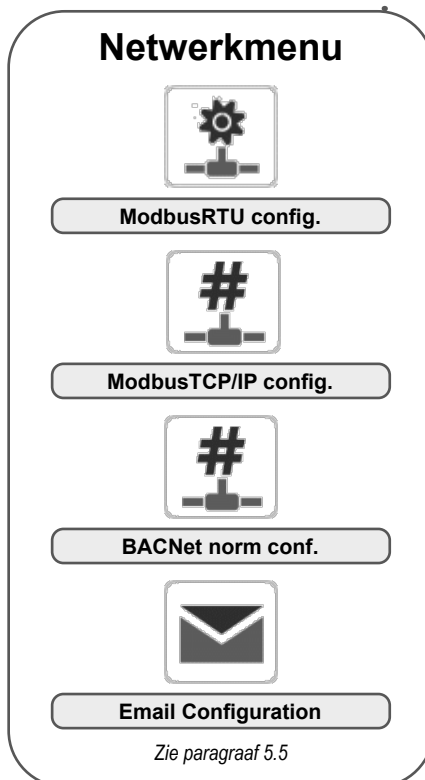 Netwerkmenu
ModbusRTU config.
ModbusTCP/IP config.
BACNet norm conf.
Email Configuration
Zie paragraaf 5.5